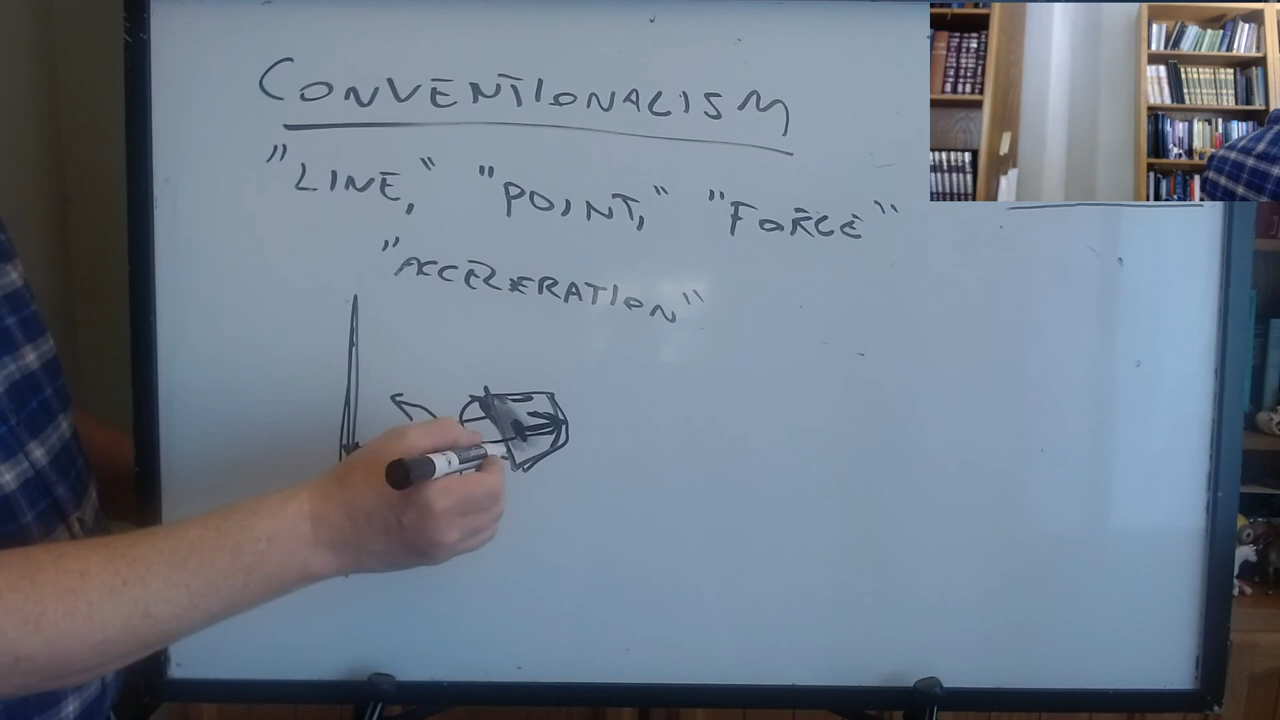 CONVENTIONALISM
"LINE," "POINT," "FORCE"
"ACCELERATION"